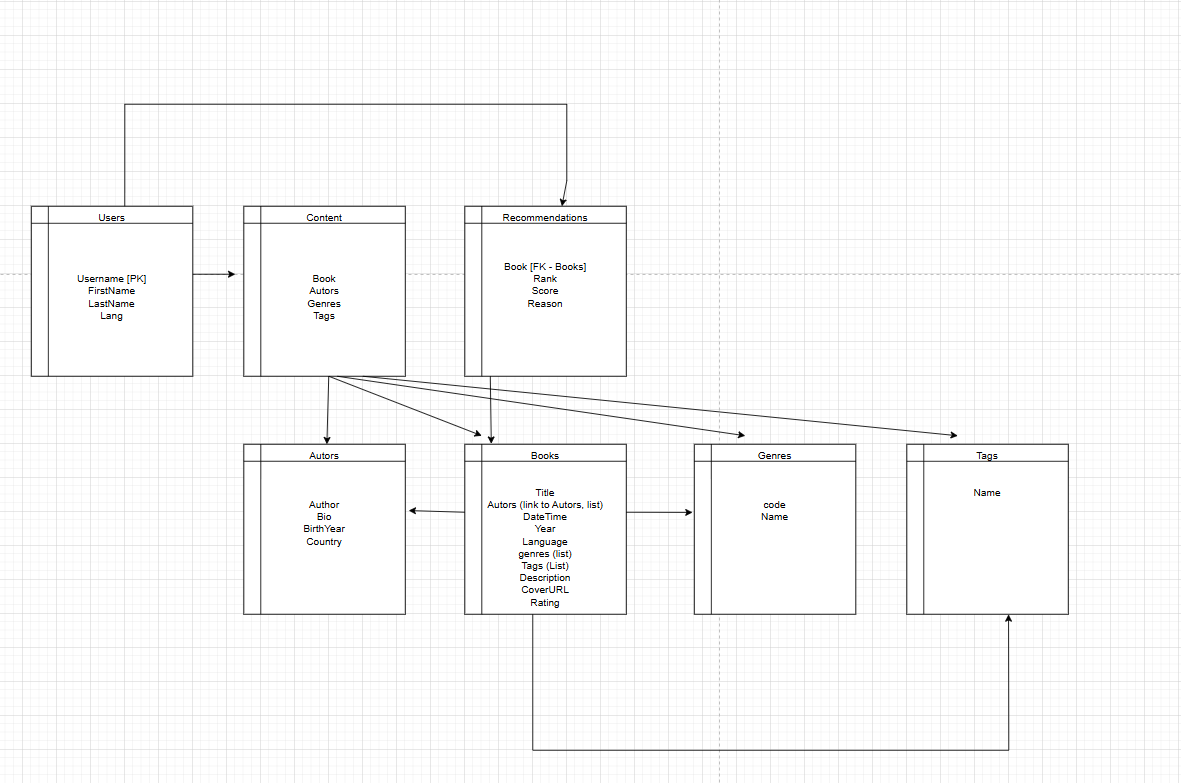 Users
Username [PK]
FirstName
LastName
Lang
Content
Book
Autors
Genres
Tags
Recommendations
Book [FK - Books]
Rank
Score
Reason
Autors
Author
Bio
BirthYear
Country
Books
Title
Autors (link to Autors, list)
DateTime
Year
Language
genres (list)
Tags (List)
Description
CoverURL
Rating
Genres
code
Name
Tags
Name